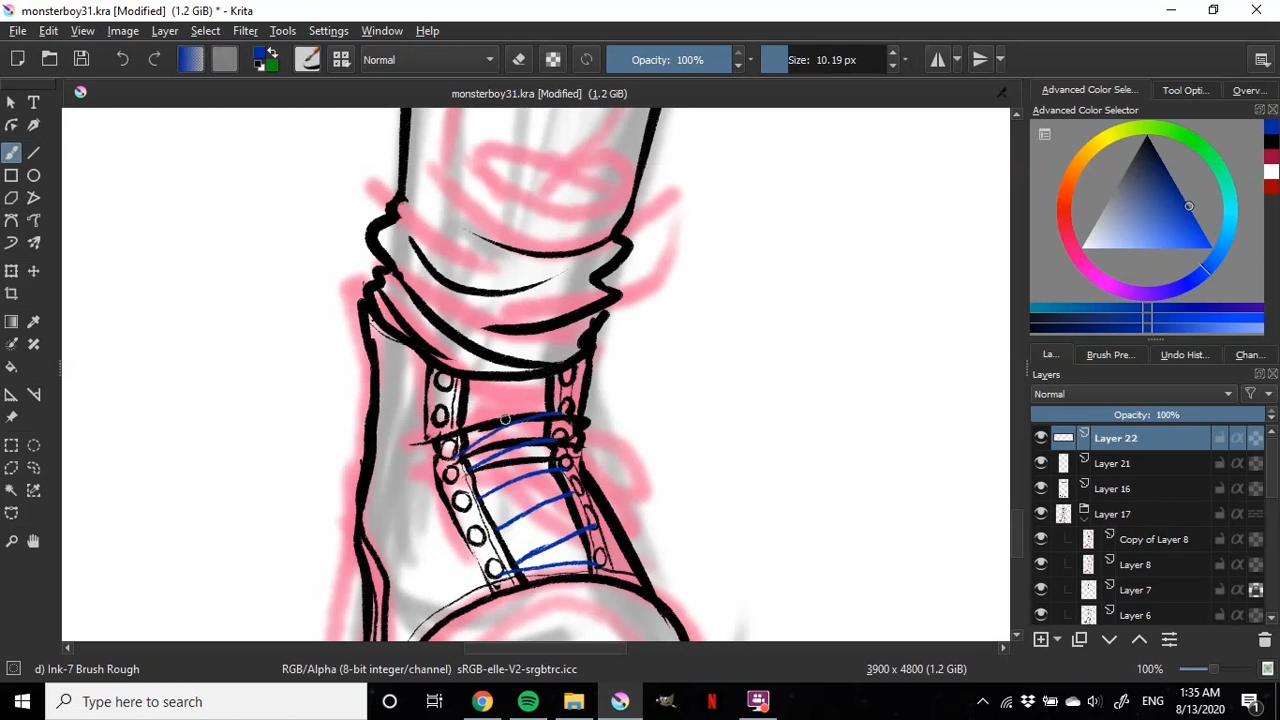 monsterboy31.kra [Modified] (1.2 GiB) * - Krita
File Edit View Image Layer Select Filter Tools Settings Window Help
Normal Opacity: 100% Size: 10.19 px
monsterboy31.kra [Modified] (1.2 GiB)
Advanced Color Sele... Tool Opti... Overv...
Advanced Color Selector
La... Brush Pre... Undo Hist... Chan...
Layers
Normal
Opacity: 100%
Layer 22
Layer 21
Layer 16
Layer 17
Copy of Layer 8
Layer 8
Layer 7
Layer 6
d) Ink-7 Brush Rough RGB/Alpha (8-bit integer/channel) sRGB-elle-V2-srgbtrc.icc 3900 x 4800 (1.2 GiB) 100%
Type here to search ENG 1:35 AM
8/13/2020